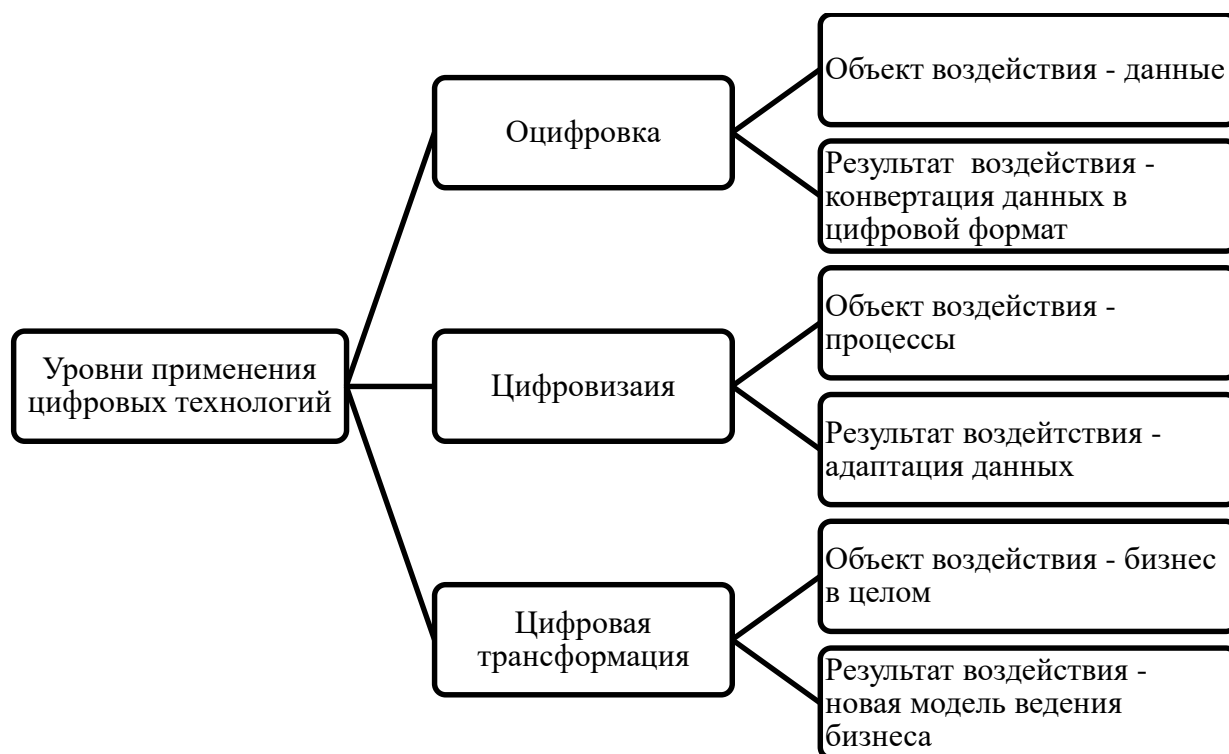 Уровни применения
цифровых технологий
Оцифровка
Объект воздействия - данные
Результат  воздействия -
конвертация данных в
цифровой формат
Цифровизаия
Объект воздействия -
процессы
Результат воздейтствия -
адаптация данных
Цифровая
трансформация
Объект воздействия - бизнес
в целом
Результат воздействия -
новая модель ведения
бизнеса